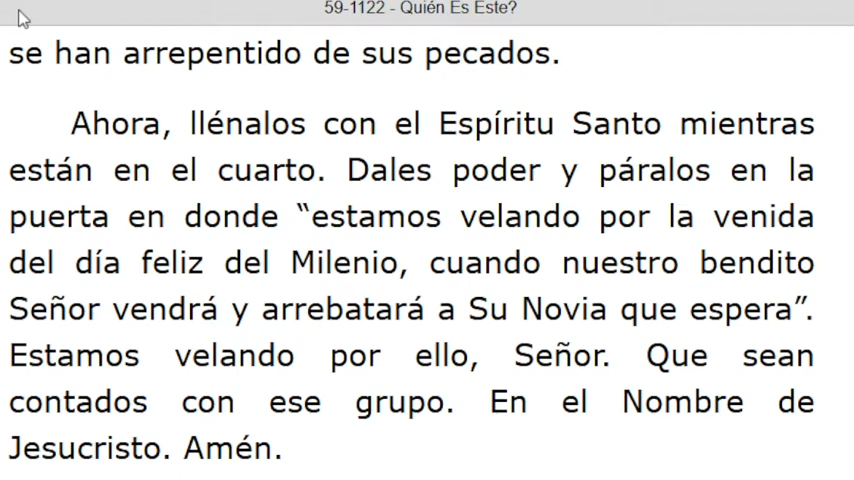 59-1122 - Quién Es Este?
se han arrepentido de sus pecados.
Ahora, llénalos con el Espíritu Santo mientras
están en el cuarto. Dales poder y páralos en la
puerta en donde “estamos velando por la venida
del día feliz del Milenio, cuando nuestro bendito
Señor vendrá y arrebatará a Su Novia que espera”.
Estamos velando por ello, Señor. Que sean
contados con ese grupo. En el Nombre de
Jesucristo. Amén.